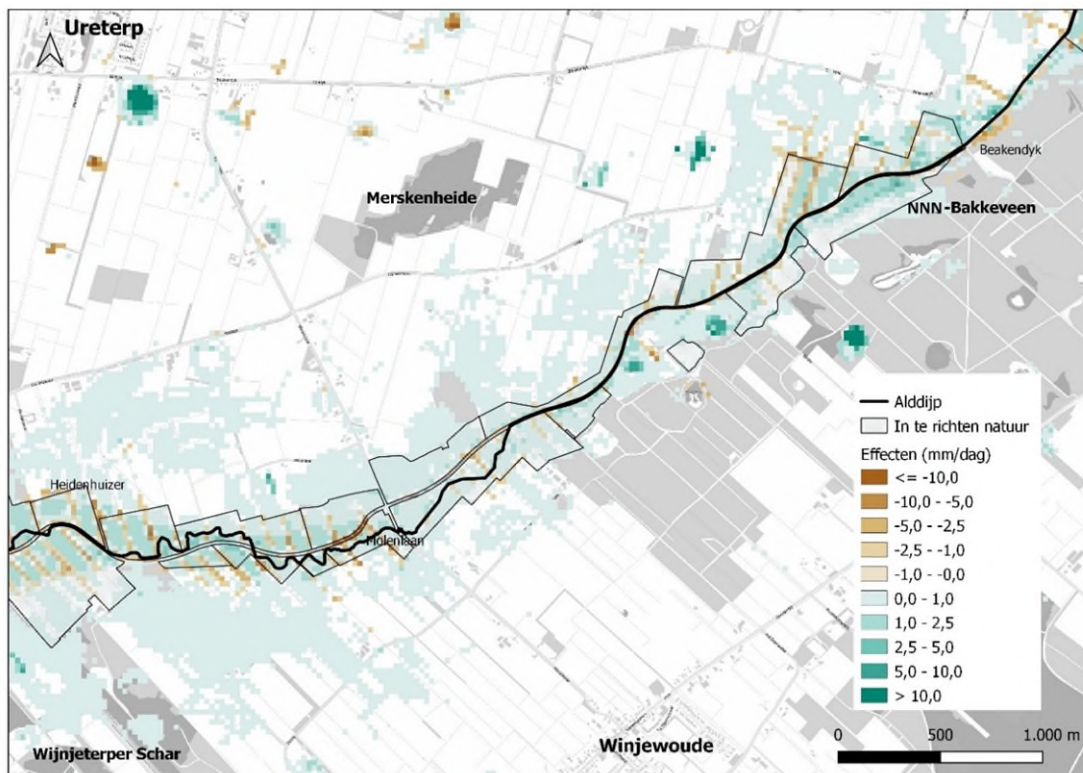 Ureterp
Merskenheide
Beakendyk
NNN-Bakkeveen
Heidenhuizer
Molenlaan
Wijnjeterper Schar
Winjewoude
Alddijp
In te richten natuur
Effecten (mm/dag)
<= -10,0
-10,0 - -5,0
-5,0 - -2,5
-2,5 - -1,0
-1,0 - -0,0
0,0 - 1,0
1,0 - 2,5
2,5 - 5,0
5,0 - 10,0
> 10,0
0 500 1.000 m